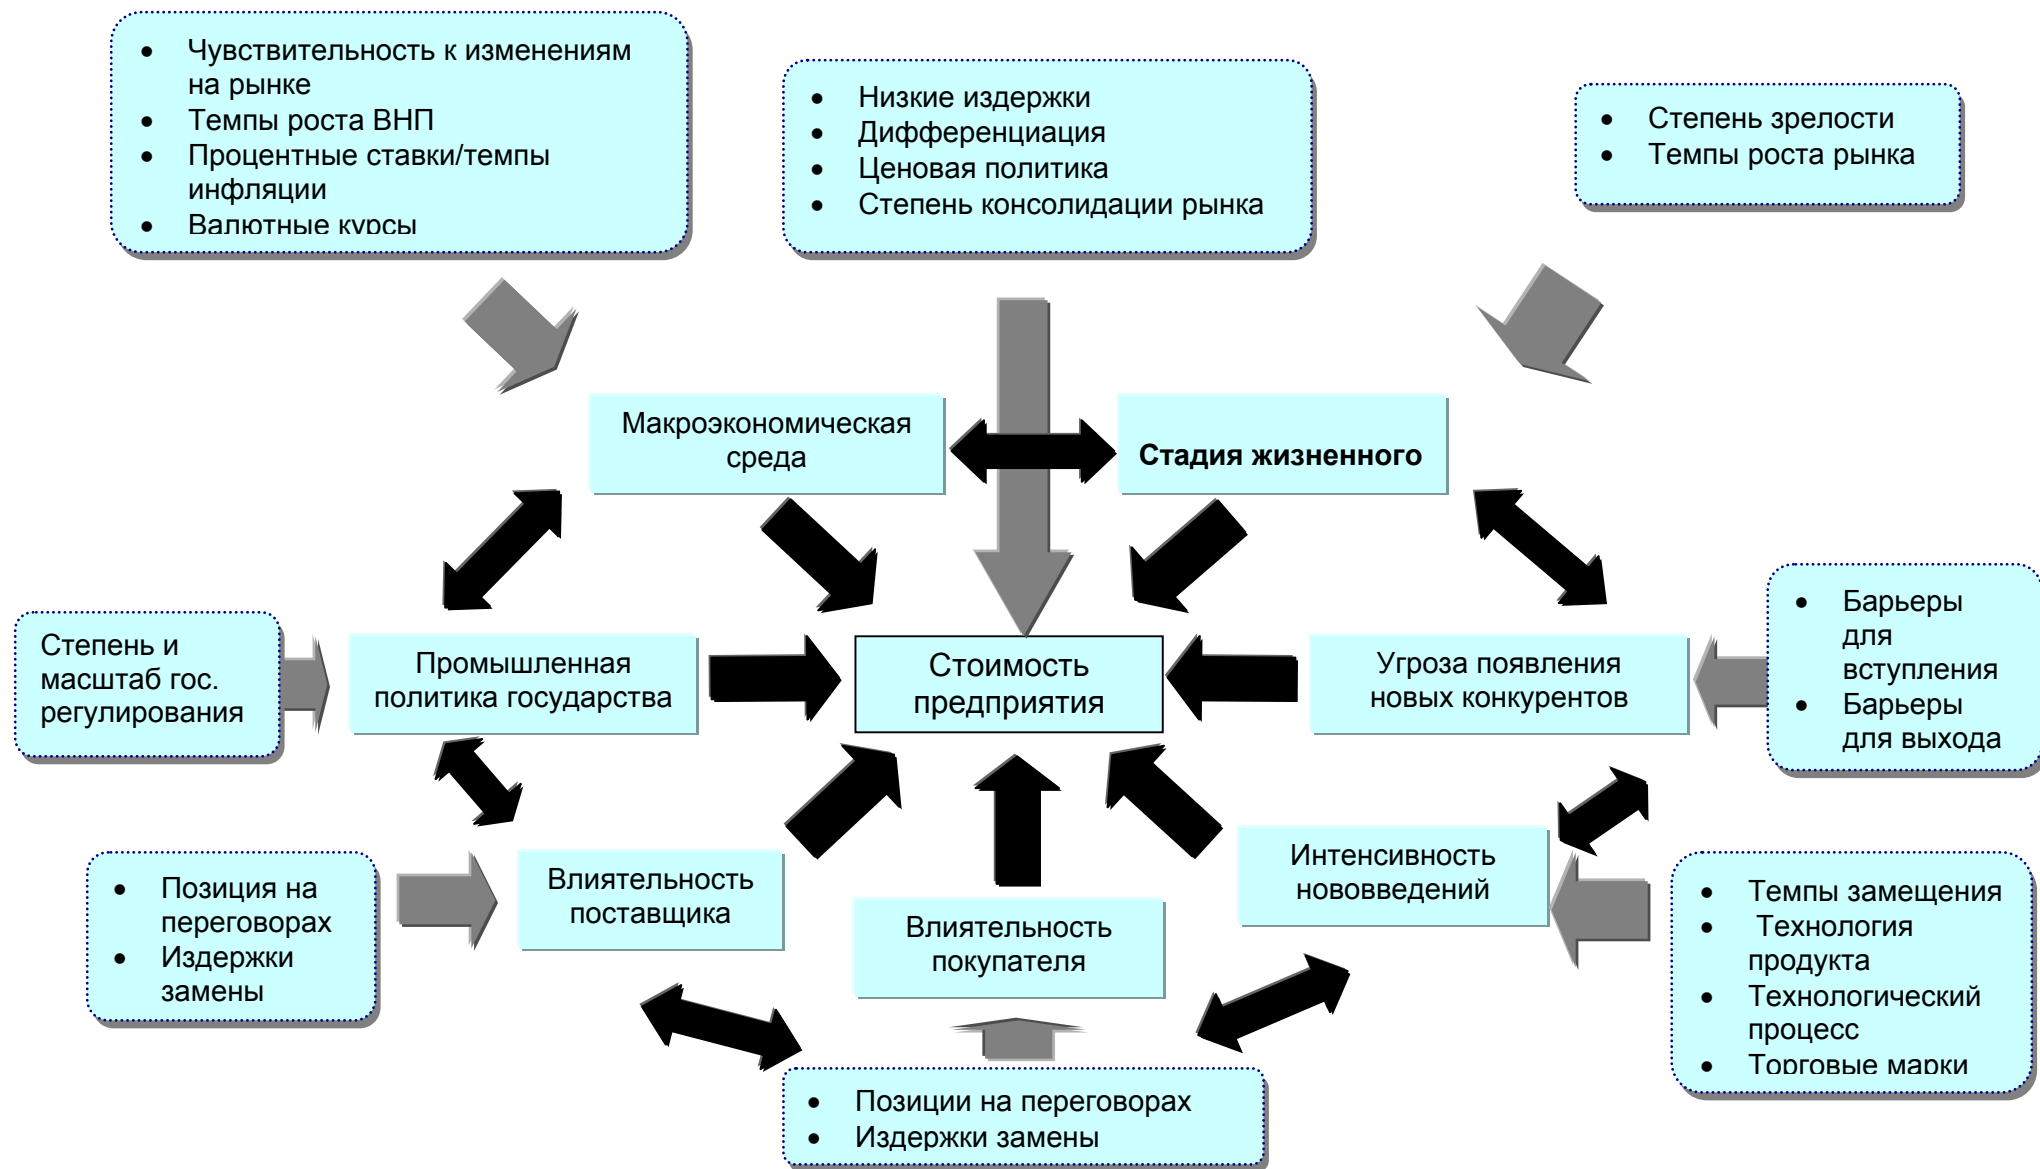 Чувствительность к изменениям
на рынке
Темпы роста ВНП
Процентные ставки/темпы
инфляции
Валютные курсы
Низкие издержки
Дифференциация
Ценовая политика
Степень консолидации рынка
Степень зрелости
Темпы роста рынка
Макроэкономическая
среда
Стадия жизненного
Степень и
масштаб гос.
регулирования
Промышленная
политика государства
Стоимость
предприятия
Угроза появления
новых конкурентов
Барьеры
для
вступления
Барьеры
для выхода
Позиция на
переговорах
Издержки
замены
Влиятельность
поставщика
Влиятельность
покупателя
Интенсивность
нововведений
Темпы замещения
Технология
продукта
Технологический
процесс
Торговые марки
Позиции на переговорах
Издержки замены